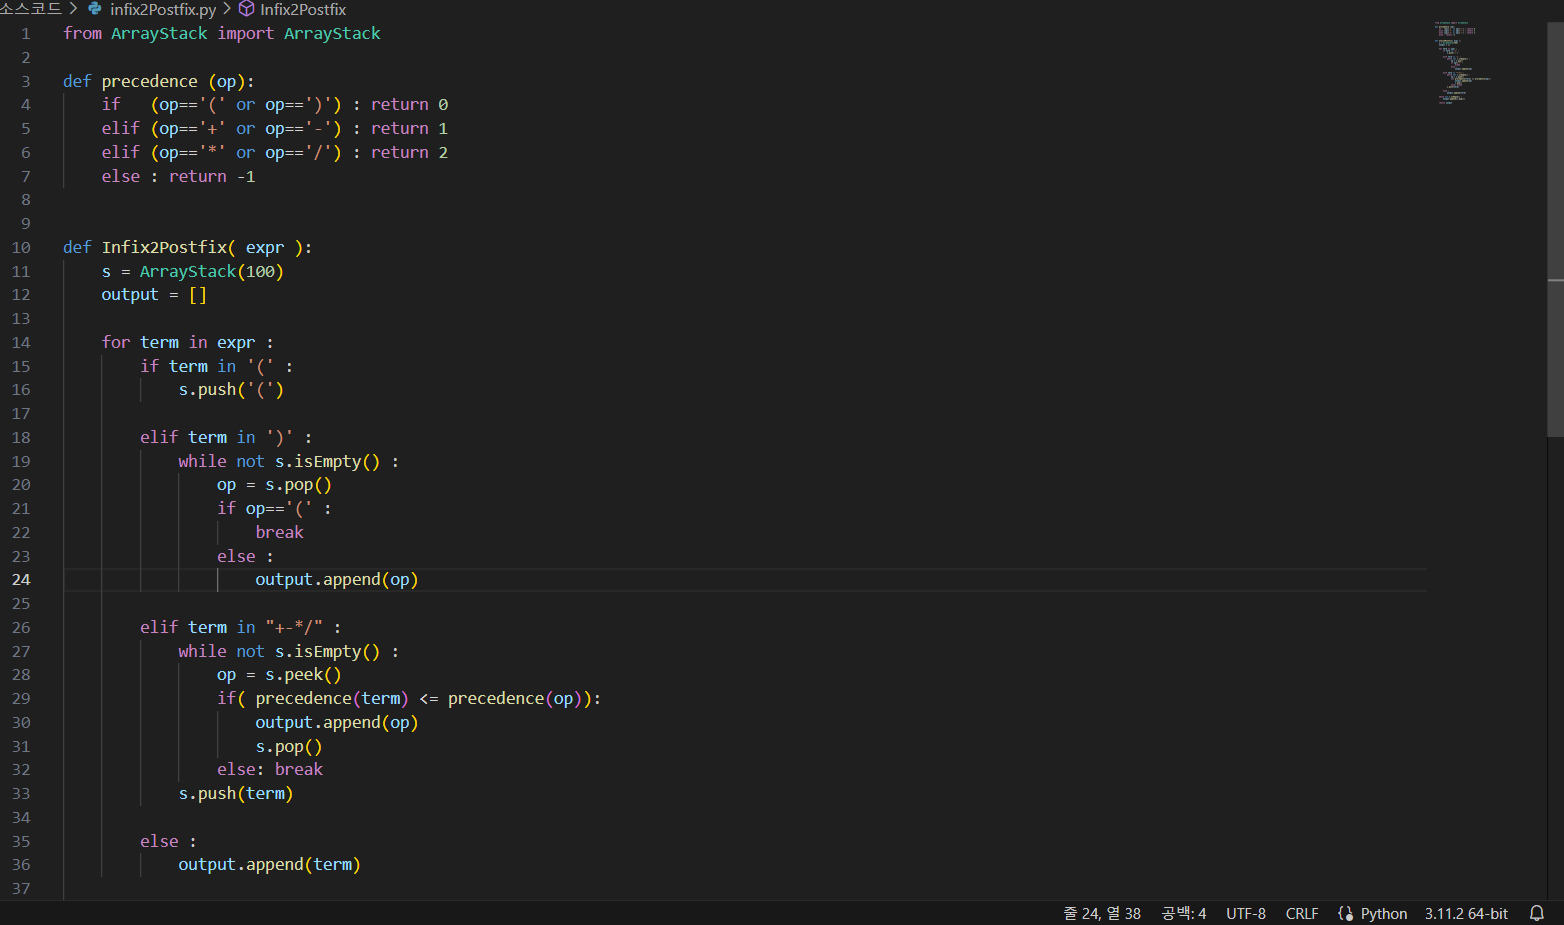 소스코드 > infix2Postfix.py > Infix2Postfix
1 from ArrayStack import ArrayStack
2
3 def precedence (op):
4     if   (op=='(' or op==')') : return 0
5     elif (op=='+' or op=='-') : return 1
6     elif (op=='*' or op=='/') : return 2
7     else : return -1
8
9
10 def Infix2Postfix( expr ):
11     s = ArrayStack(100)
12     output = []
13
14     for term in expr :
15         if term in '(' :
16             s.push('(')
17
18         elif term in ')' :
19             while not s.isEmpty() :
20                 op = s.pop()
21                 if op=='(' :
22                     break
23                 else :
24                     output.append(op)
25
26         elif term in "+-*/" :
27             while not s.isEmpty() :
28                 op = s.peek()
29                 if( precedence(term) <= precedence(op)):
30                     output.append(op)
31                     s.pop()
32                 else: break
33             s.push(term)
34
35         else :
36             output.append(term)
37
줄 24, 열 38 공백: 4 UTF-8 CRLF Python 3.11.2 64-bit